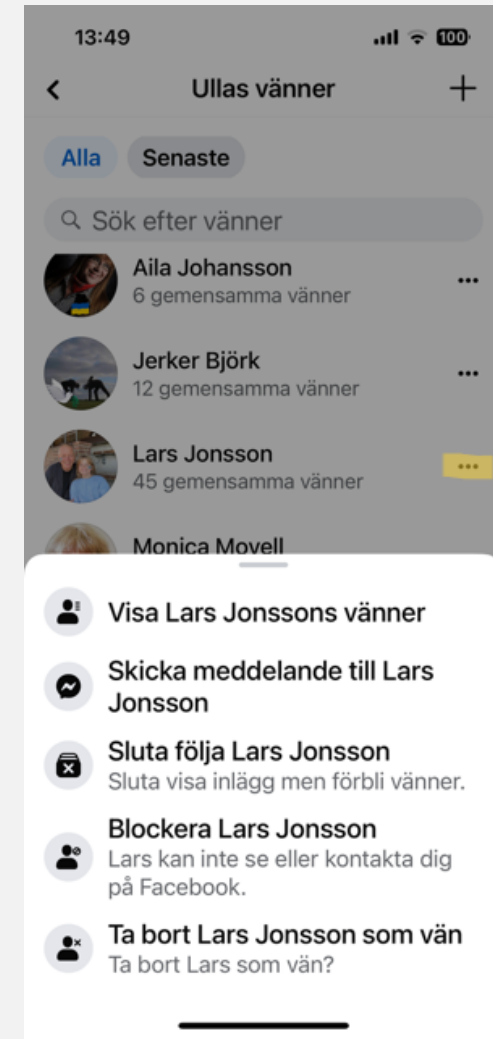 13:49
100
Ullas vänner
Alla
Senaste
Sök efter vänner
Aila Johansson
6 gemensamma vänner
Jerker Björk
12 gemensamma vänner
Lars Jonsson
45 gemensamma vänner
Monica Movell
Visa Lars Jonssons vänner
Skicka meddelande till Lars
Jonsson
Sluta följa Lars Jonsson
Sluta visa inlägg men förbli vänner.
Blockera Lars Jonsson
Lars kan inte se eller kontakta dig
på Facebook.
Ta bort Lars Jonsson som vän
Ta bort Lars som vän?